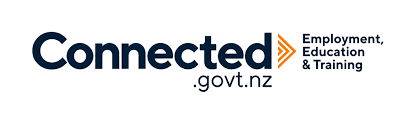 Connected
.govt.nz
Employment,
Education
& Training